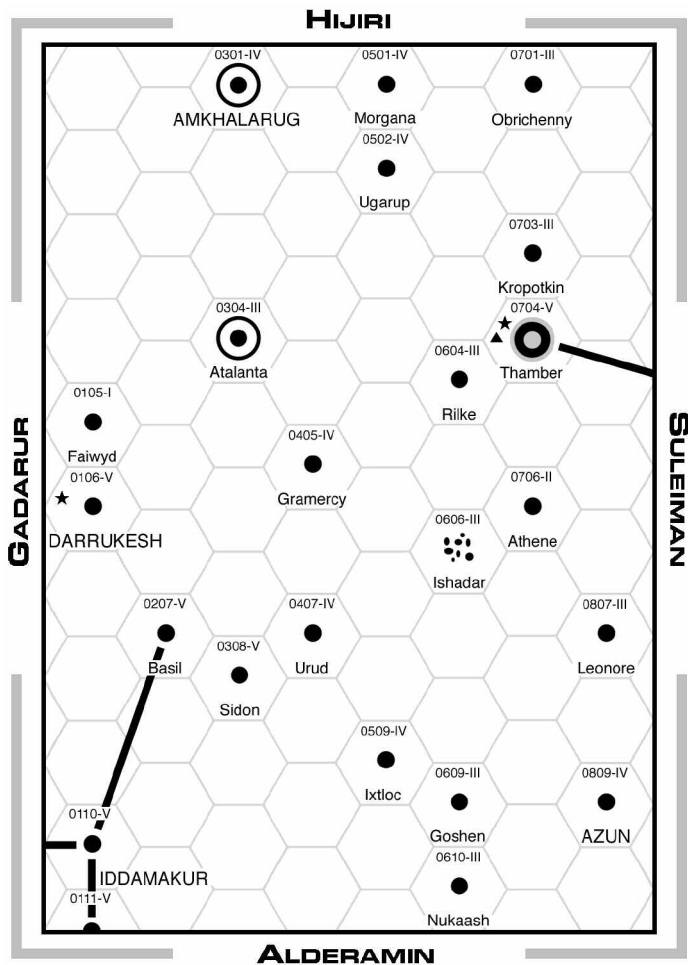 HIJIRI
0301-IV
AMKHALARUG
0501-IV
Morgana
0701-III
Obrichenny
0502-IV
Ugarup
0703-III
Kropotkin
0304-III
Atalanta
0704-V
Thamber
0604-III
Rilke
0105-I
Faiwyd
0405-IV
Gramercy
0106-V
DARRUKESH
0706-II
Athene
0606-III
Ishadar
GADARUR
SULEIMAN
0207-V
Basil
0407-IV
Urud
0807-III
Leonore
0308-V
Sidon
0509-IV
Ixtloc
0609-III
Goshen
0809-IV
AZUN
0110-V
IDDAMAKUR
0610-III
Nukaash
0111-V
ALDERAMIN